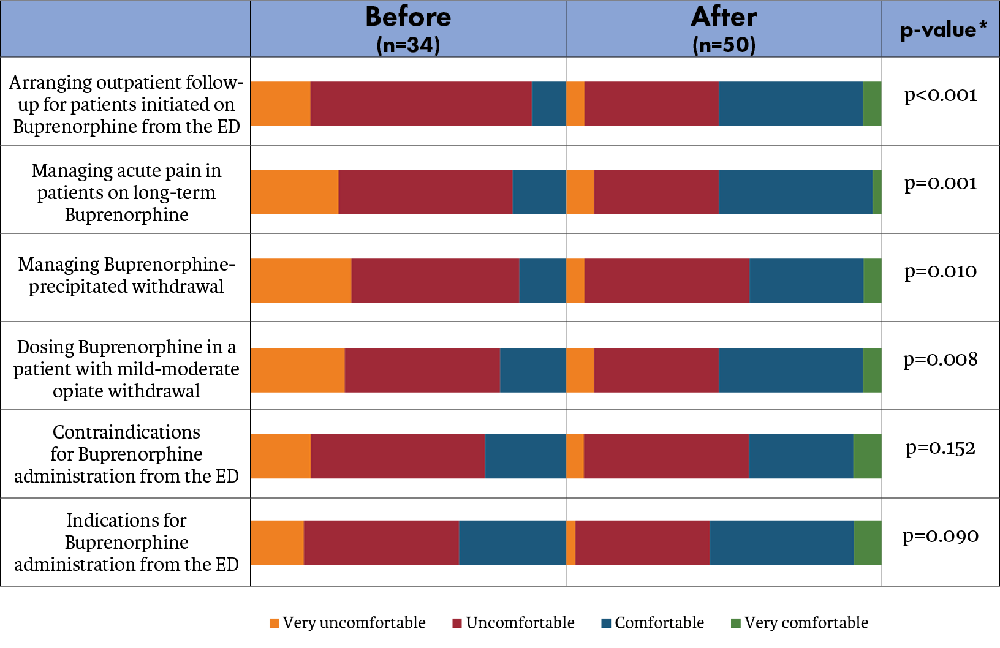 Before
(n=34)
After
(n=50)
p-value*
Arranging outpatient follow-
up for patients initiated on
Buprenorphine from the ED
p<0.001
Managing acute pain in
patients on long-term
Buprenorphine
p=0.001
Managing Buprenorphine-
precipitated withdrawal
p=0.010
Dosing Buprenorphine in a
patient with mild-moderate
opiate withdrawal
p=0.008
Contraindications
for Buprenorphine
administration from the ED
p=0.152
Indications for
Buprenorphine
administration from the ED
p=0.090
Very uncomfortable Uncomfortable Comfortable Very comfortable